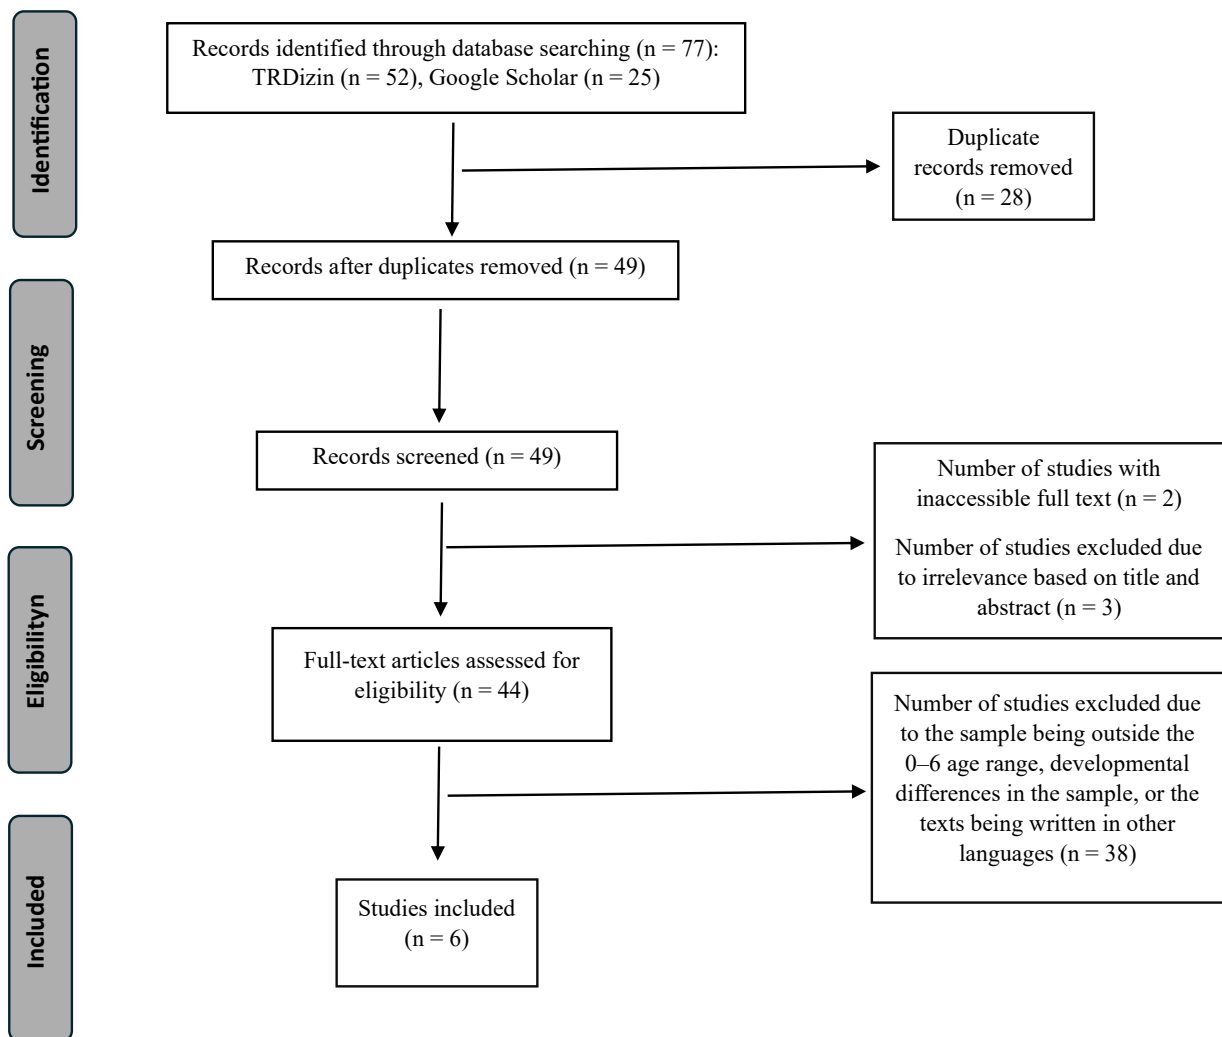 Identification
Records identified through database searching (n = 77):
TRDizin (n = 52), Google Scholar (n = 25)
Duplicate
records removed
(n = 28)
Records after duplicates removed (n = 49)
Screening
Records screened (n = 49)
Number of studies with
inaccessible full text (n = 2)
Number of studies excluded due
to irrelevance based on title and
abstract (n = 3)
Eligibilityn
Full-text articles assessed for
eligibility (n = 44)
Number of studies excluded due
to the sample being outside the
0–6 age range, developmental
differences in the sample, or the
texts being written in other
languages (n = 38)
Included
Studies included
(n = 6)